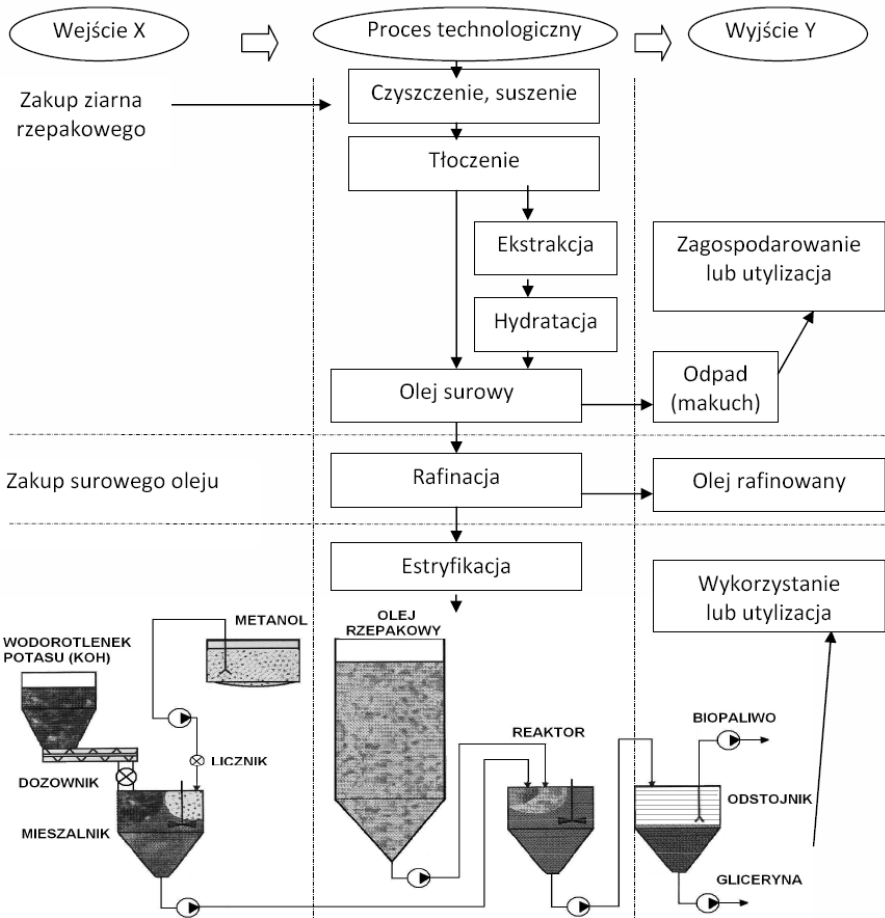 Wejście X
Proces technologiczny
Wyjście Y
Zakup ziarna
rzepakowego
Czyszczenie, suszenie
Tłoczenie
Ekstrakcja
Zagospodarowanie
lub utylizacja
Hydratacja
Olej surowy
Odpad
(makuch)
Zakup surowego oleju
Rafinacja
Olej rafinowany
Estryfikacja
Wykorzystanie
lub utylizacja
METANOL
OLEJ
RZEPAKOWY
WODOROTLENEK
POTASU (KOH)
LICZNIK
REAKTOR
BIOPALIWO
DOZOWNIK
ODSTOJNIK
MIESZALNIK
GLICERYNA